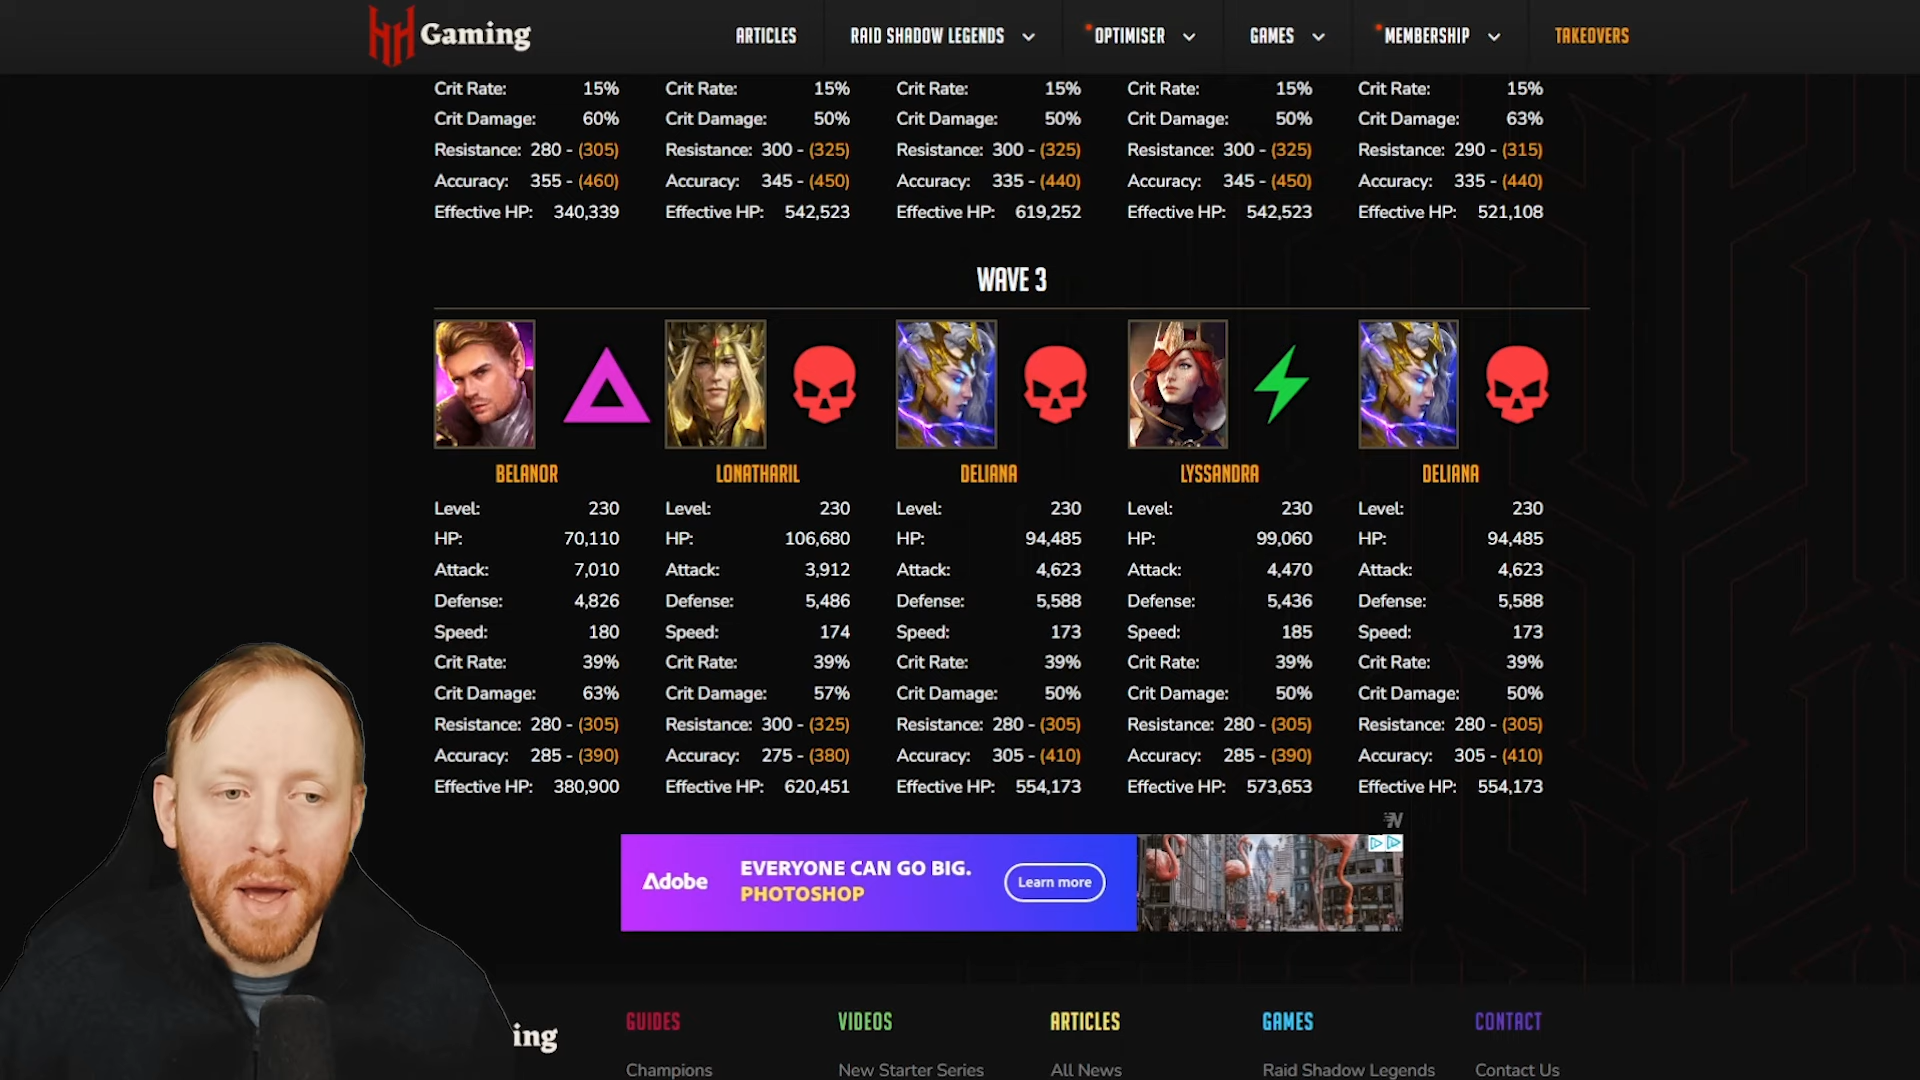 Gaming
ARTICLES
RAID SHADOW LEGENDS
OPTIMISER
GAMES
MEMBERSHIP
TAKEOVERS
Crit Rate: 15% Crit Rate: 15% Crit Rate: 15% Crit Rate: 15% Crit Rate: 15%
Crit Damage: 60% Crit Damage: 50% Crit Damage: 50% Crit Damage: 50% Crit Damage: 63%
Resistance: 280 - (305) Resistance: 300 - (325) Resistance: 300 - (325) Resistance: 300 - (325) Resistance: 290 - (315)
Accuracy: 355 - (460) Accuracy: 345 - (450) Accuracy: 335 - (440) Accuracy: 345 - (450) Accuracy: 335 - (440)
Effective HP: 340,339 Effective HP: 542,523 Effective HP: 619,252 Effective HP: 542,523 Effective HP: 521,108
WAVE 3
BELANOR LONATHARIL DELIANA LYSSANDRA DELIANA
Level: 230 Level: 230 Level: 230 Level: 230 Level: 230
HP: 70,110 HP: 106,680 HP: 94,485 HP: 99,060 HP: 94,485
Attack: 7,010 Attack: 3,912 Attack: 4,623 Attack: 4,470 Attack: 4,623
Defense: 4,826 Defense: 5,486 Defense: 5,588 Defense: 5,436 Defense: 5,588
Speed: 180 Speed: 174 Speed: 173 Speed: 185 Speed: 173
Crit Rate: 39% Crit Rate: 39% Crit Rate: 39% Crit Rate: 39% Crit Rate: 39%
Crit Damage: 63% Crit Damage: 57% Crit Damage: 50% Crit Damage: 50% Crit Damage: 50%
Resistance: 280 - (305) Resistance: 300 - (325) Resistance: 280 - (305) Resistance: 280 - (305) Resistance: 280 - (305)
Accuracy: 285 - (390) Accuracy: 275 - (380) Accuracy: 305 - (410) Accuracy: 285 - (390) Accuracy: 305 - (410)
Effective HP: 380,900 Effective HP: 620,451 Effective HP: 554,173 Effective HP: 573,653 Effective HP: 554,173
Adobe
EVERYONE CAN GO BIG.
PHOTOSHOP
Learn more
ing
GUIDES VIDEOS ARTICLES GAMES CONTACT
Champions New Starter Series All News Raid Shadow Legends Contact Us